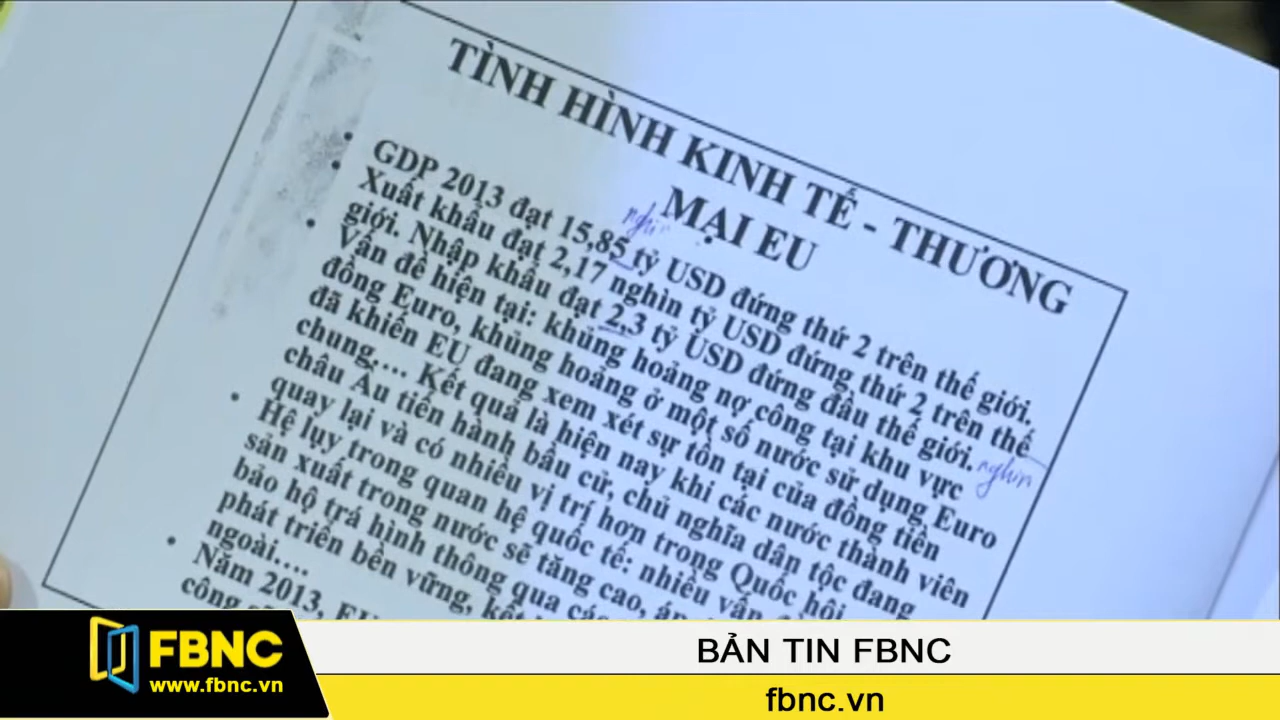 TÌNH HÌNH KINH TẾ - THƯƠNG
MẠI EU
GDP 2013 đạt 15,85 nghìn tỷ USD đứng thứ 2 trên thế giới.
Xuất khẩu đạt 2,17 nghìn tỷ USD đứng thứ 2 trên thế
giới. Nhập khẩu đạt 2,3 tỷ USD đứng đầu thế giới. nghìn
Vấn đề hiện tại: khủng hoảng nợ công tại khu vực
đồng Euro, khủng hoảng ở một số nước sử dụng Euro
đã khiến EU đang xem xét sự tồn tại của đồng tiền
chung,... Kết quả là hiện nay khi các nước thành viên
châu Âu tiến hành bầu cử, chủ nghĩa dân tộc đang
quay lại và có nhiều vị trí hơn trong Quốc hội.
Hệ lụy trong quan hệ quốc tế: nhiều vấn
sản xuất trong nước sẽ tăng cao, áp
bảo hộ trá hình thông qua các
phát triển bền vững, kết
ngoài....
Năm 2013, EU
công
FBNC
www.fbnc.vn
BẢN TIN FBNC
fbnc.vn